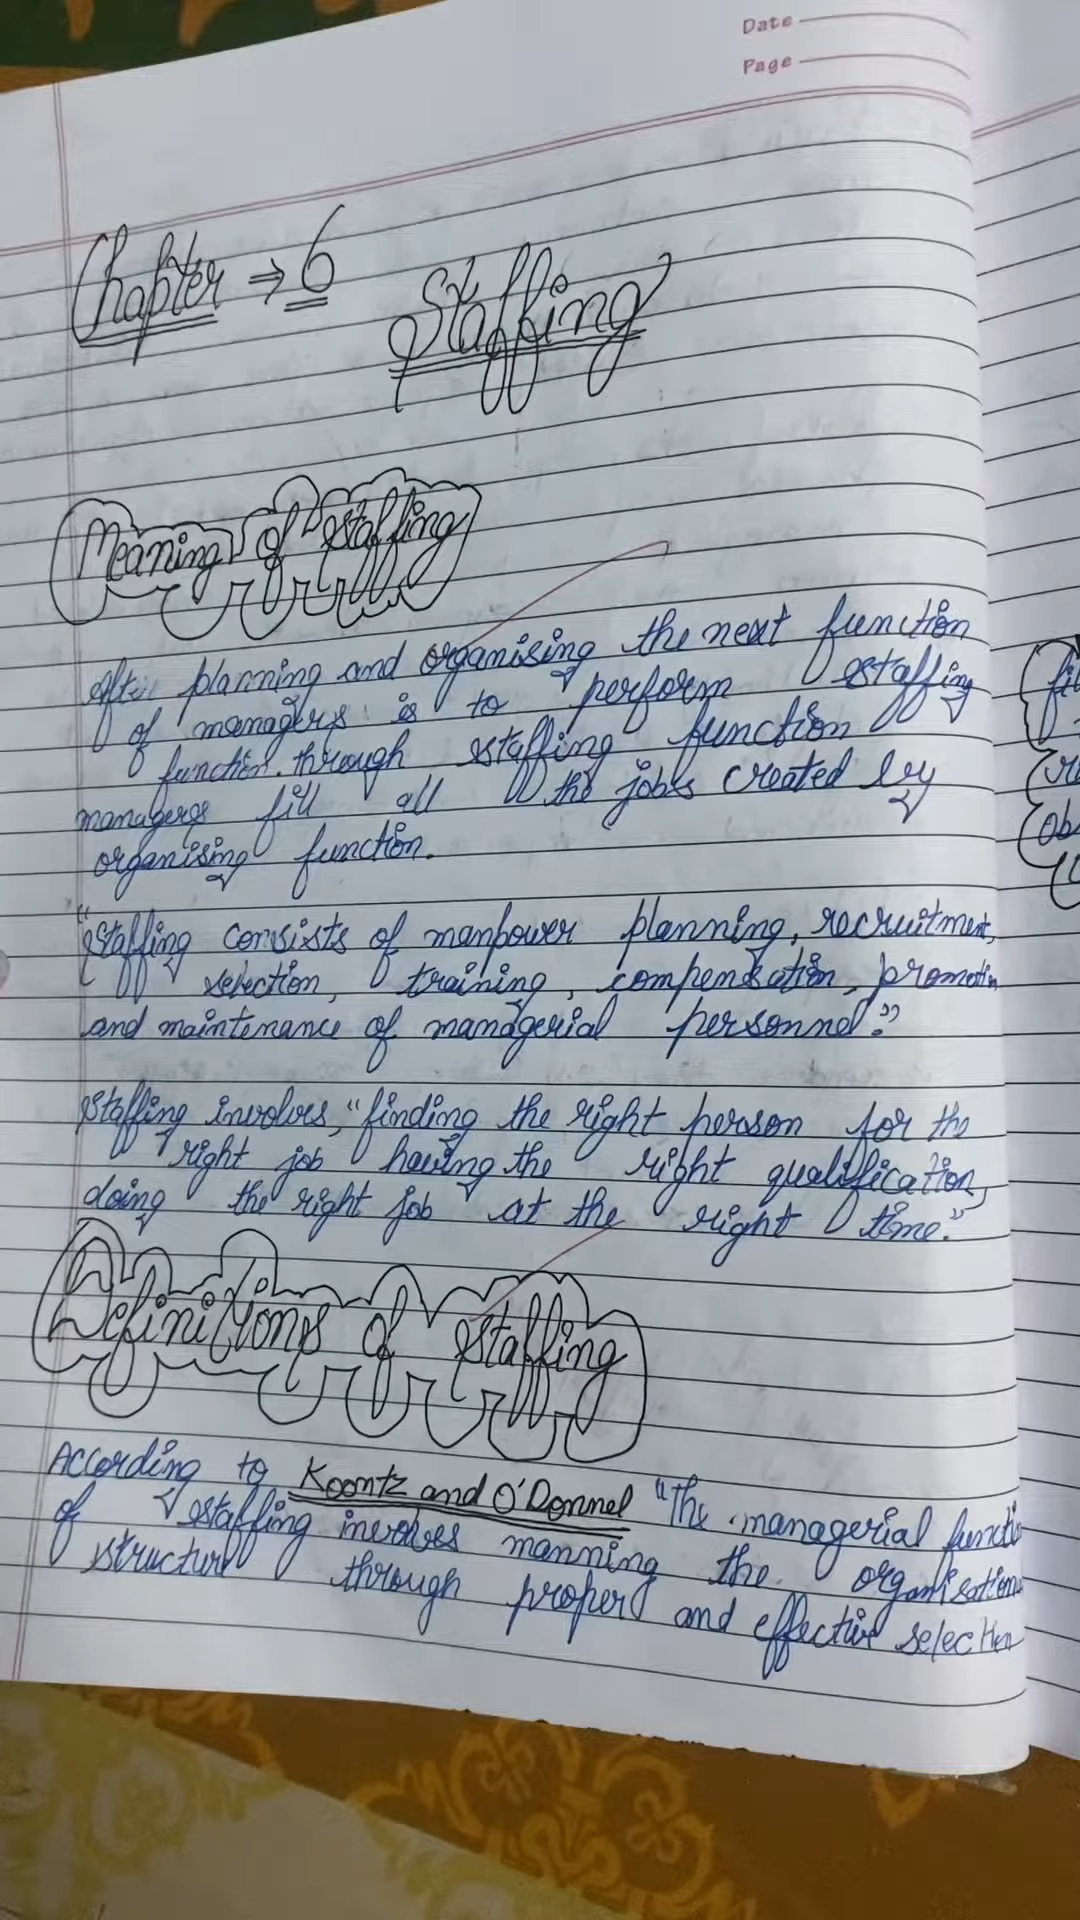 Date
Page
Chapter ⇒ 6
Staffing
Meaning of Staffing
After planning and organising the next function
of managers is to perform staffing
function. through staffing function
managers fill all the jobs created by
organising function.
"Staffing consists of manpower planning, recruitment,
selection, training, compensation, promotion
and maintenance of managerial personnel."
Staffing involves, "finding the right person for the
right job having the right qualification,
doing the right job at the right time."
Definitions of Staffing
According to Koontz and O'Donnel "The managerial functi
of staffing involves manning the organisation
structure through proper and effective selection